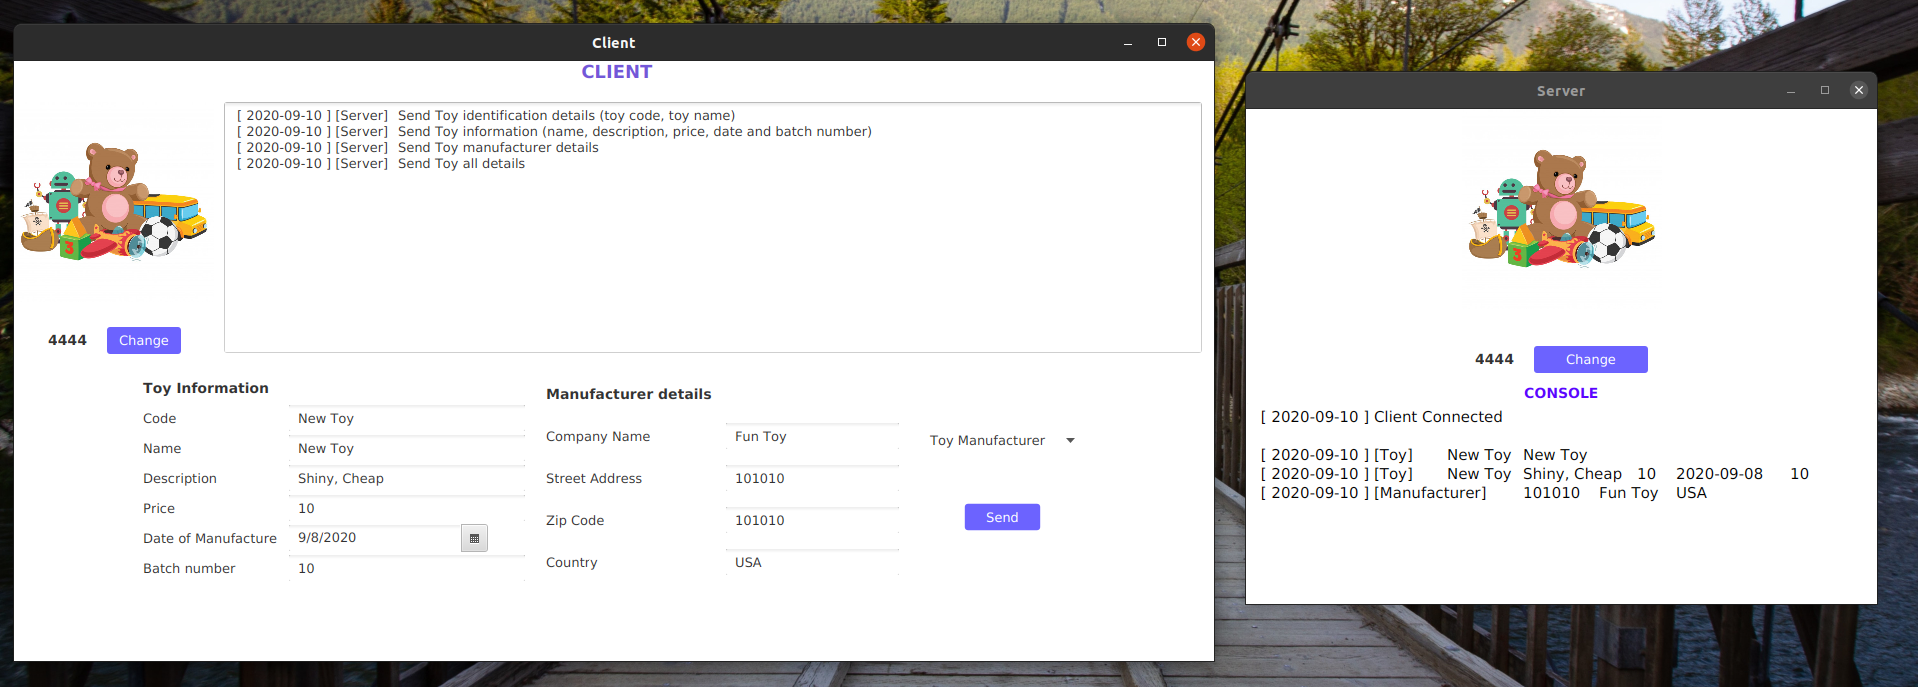 Client
CLIENT
[ 2020-09-10 ] [Server] Send Toy identification details (toy code, toy name)
[ 2020-09-10 ] [Server] Send Toy information (name, description, price, date and batch number)
[ 2020-09-10 ] [Server] Send Toy manufacturer details
[ 2020-09-10 ] [Server] Send Toy all details
3
4444 Change
Toy Information
Code New Toy
Name New Toy
Description Shiny, Cheap
Price 10
Date of Manufacture 9/8/2020
Batch number 10
Manufacturer details
Company Name Fun Toy
Street Address 101010
Zip Code 101010
Country USA
Toy Manufacturer
Send
Server
3
4444 Change
CONSOLE
[ 2020-09-10 ] Client Connected
[ 2020-09-10 ] [Toy] New Toy New Toy
[ 2020-09-10 ] [Toy] New Toy Shiny, Cheap 10 2020-09-08 10
[ 2020-09-10 ] [Manufacturer] 101010 Fun Toy USA